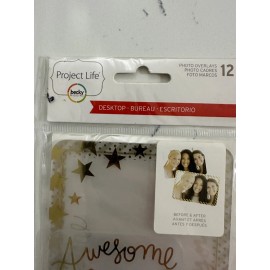 PHOTO OVERLAYS
PHOTO CADRES
FOTO MARCOS
12
Project Life®
becky
DESKTOP · BUREAU · ESCRITORIO
BEFORE & AFTER
AVANT ET APRÈS
ANTES Y DESPUÉS
Awesome